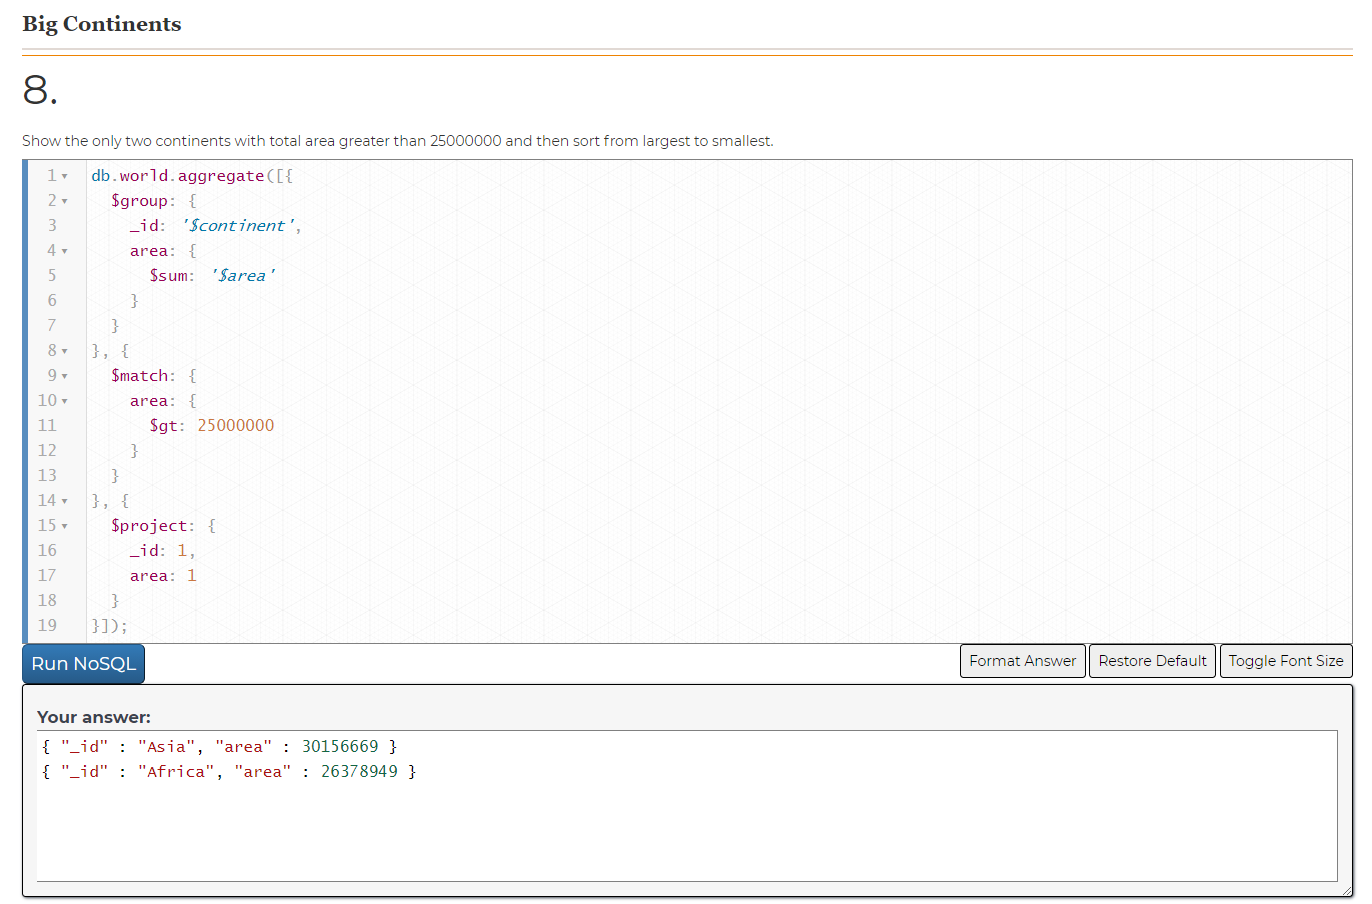 Big Continents
8.
Show the only two continents with total area greater than 25000000 and then sort from largest to smallest.
1 db.world.aggregate([{
2 $group: {
3 _id: '$continent',
4 area: {
5 $sum: '$area'
6 }
7 }
8 }, {
9 $match: {
10 area: {
11 $gt: 25000000
12 }
13 }
14 }, {
15 $project: {
16 _id: 1,
17 area: 1
18 }
19 }]);
Run NoSQL Format Answer Restore Default Toggle Font Size
Your answer:
{ "_id" : "Asia", "area" : 30156669 }
{ "_id" : "Africa", "area" : 26378949 }